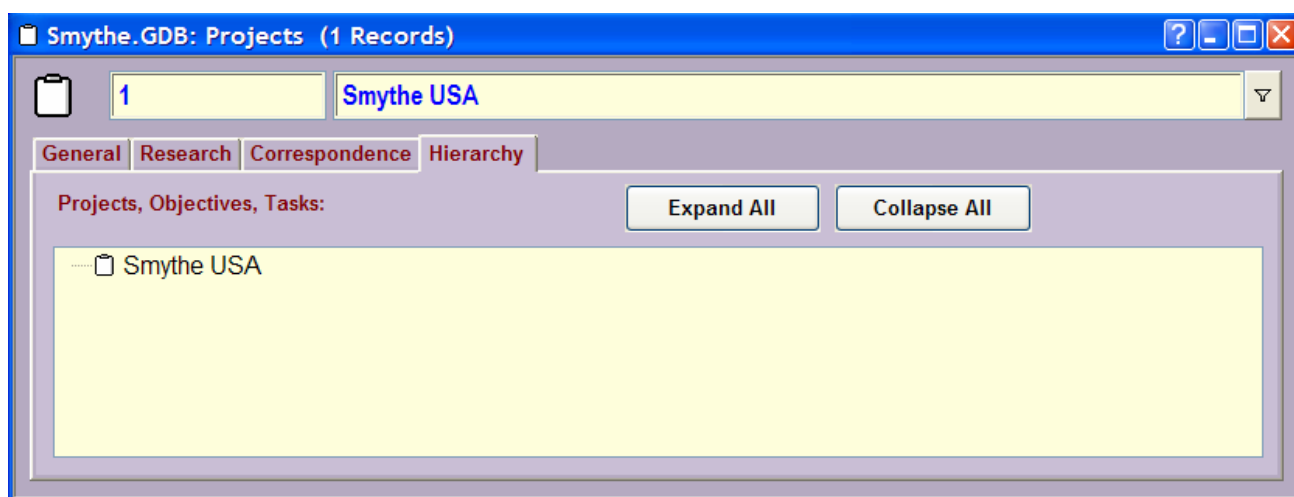 Smythe.GDB: Projects (1 Records) ?
1 Smythe USA
General Research Correspondence Hierarchy
Projects, Objectives, Tasks: Expand All Collapse All
Smythe USA